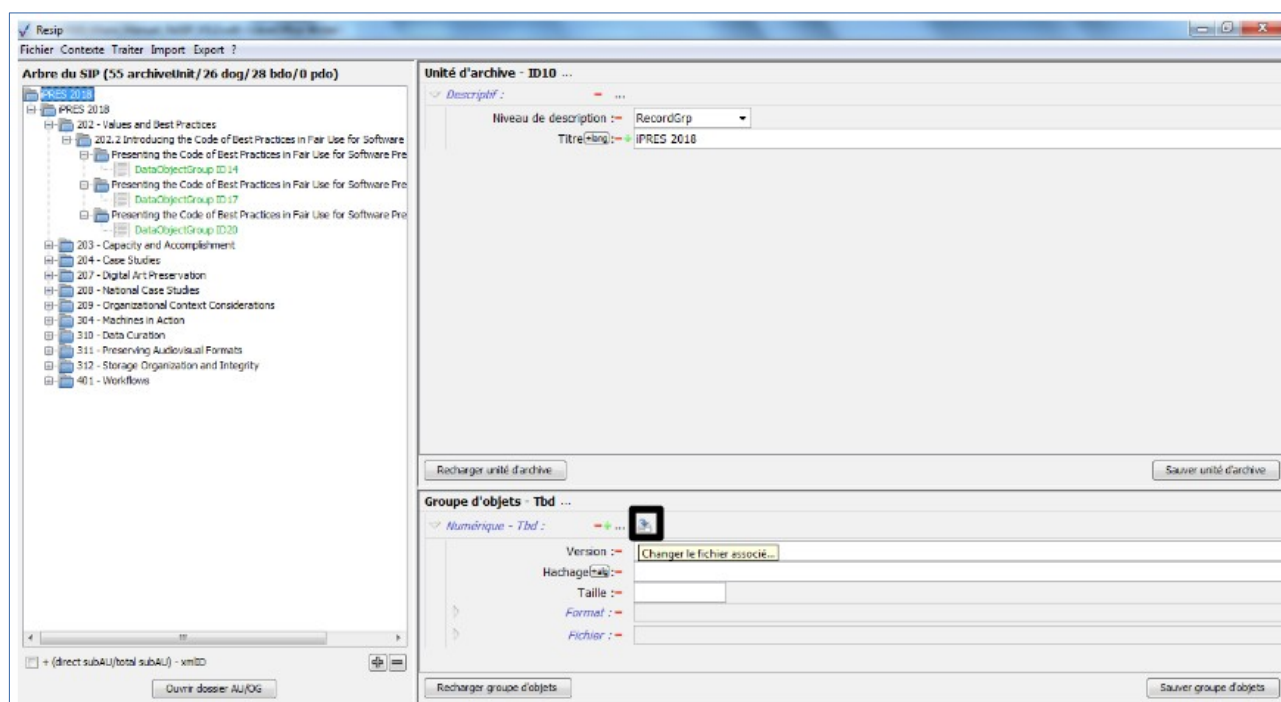 Resip
Fichier Contexte Traiter Import Export ?
Arbre du SIP (55 archiveUnit/26 dog/28 bdo/0 pdo)
iPRES 2018
iPRES 2018
202 - Values and Best Practices
202.2 Introducing the Code of Best Practices in Fair Use for Software
Presenting the Code of Best Practices in Fair Use for Software Pre
DataObjectGroup ID14
Presenting the Code of Best Practices in Fair Use for Software Pre
DataObjectGroup ID17
Presenting the Code of Best Practices in Fair Use for Software Pre
DataObjectGroup ID20
203 - Capacity and Accomplishment
204 - Case Studies
207 - Digital Art Preservation
208 - National Case Studies
209 - Organizational Context Considerations
304 - Machines in Action
310 - Data Curation
311 - Preserving Audiovisual Formats
312 - Storage Organization and Integrity
401 - Workflows
+ (direct subAU/total subAU) - xmlID
Ouvrir dossier AU/OG
Unité d'archive - ID10 ...
Descriptif : - ...
Niveau de description :- RecordGrp
Titre +lang :-+ iPRES 2018
Recharger unité d'archive Sauver unité d'archive
Groupe d'objets - Tbd ...
Numérique - Tbd : -+ ...
Version :-
Changer le fichier associé...
Hachage +alg :-
Taille :-
Format : -
Fichier : -
Recharger groupe d'objets Sauver groupe d'objets